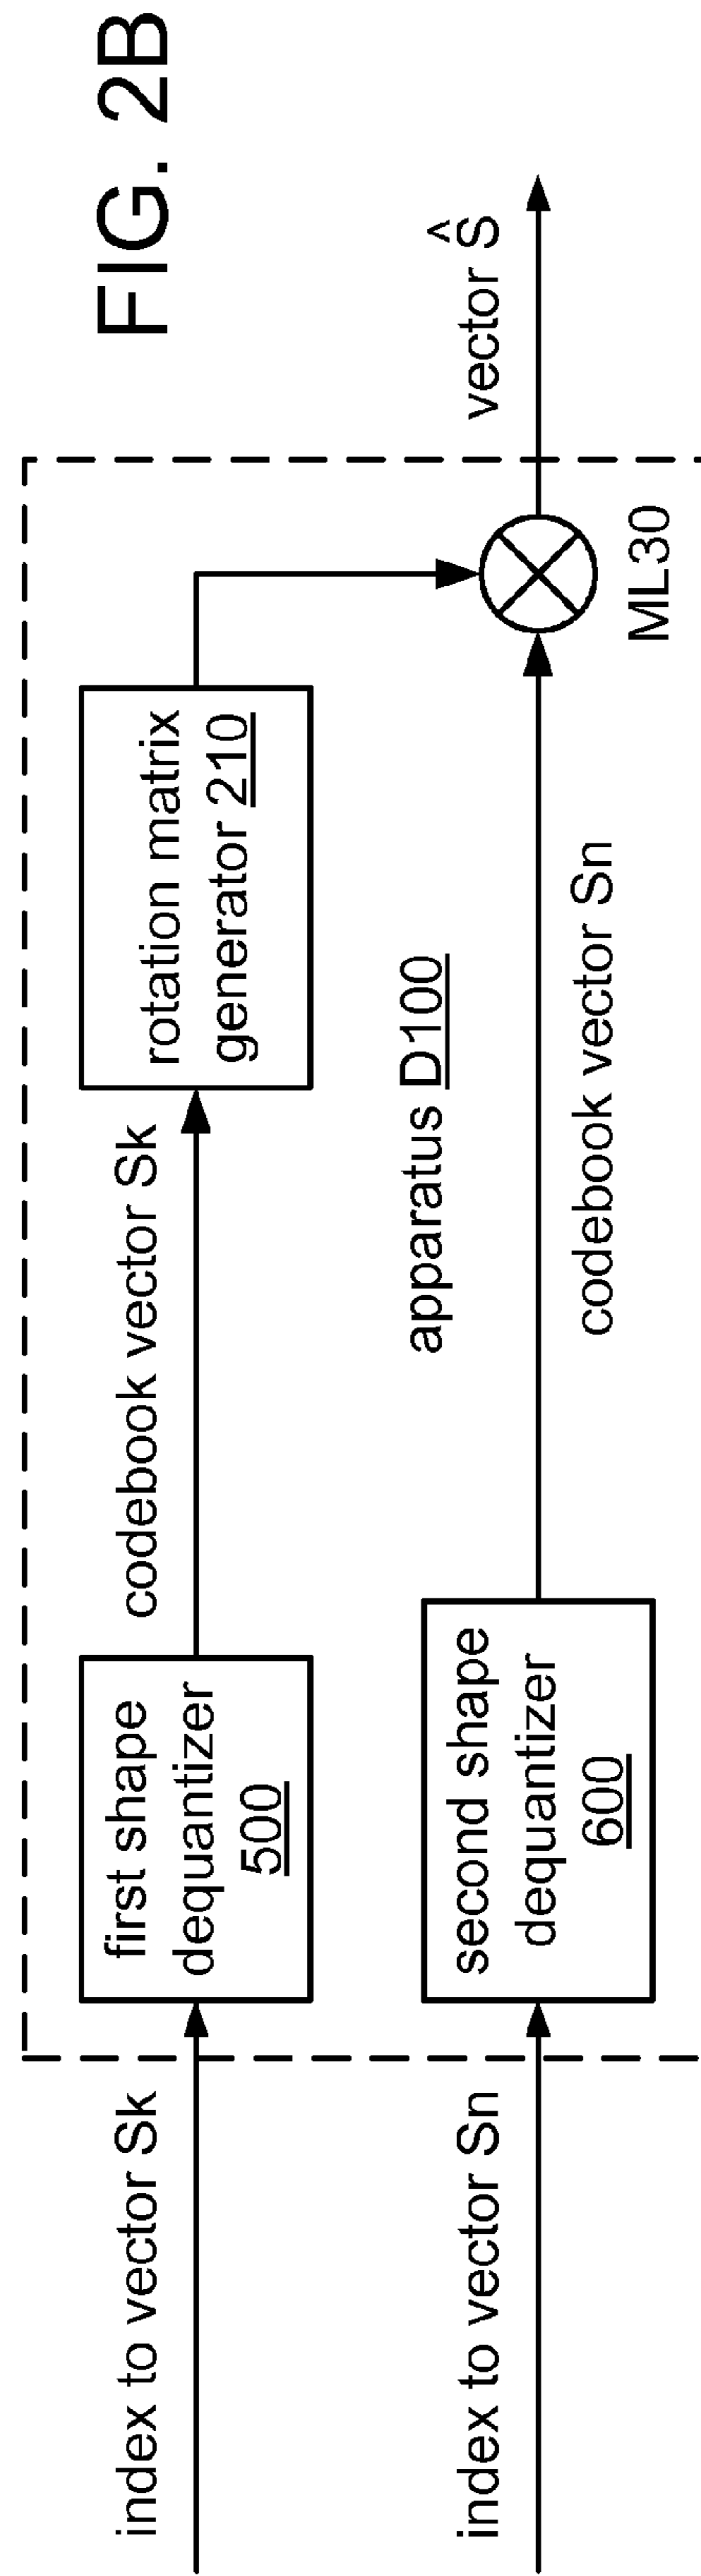 FIG. 2B
index to vector Sk
first shape
dequantizer
500
codebook vector Sk
rotation matrix
generator 210
apparatus D100
index to vector Sn
second shape
dequantizer
600
codebook vector Sn
ML30
vector Ŝ